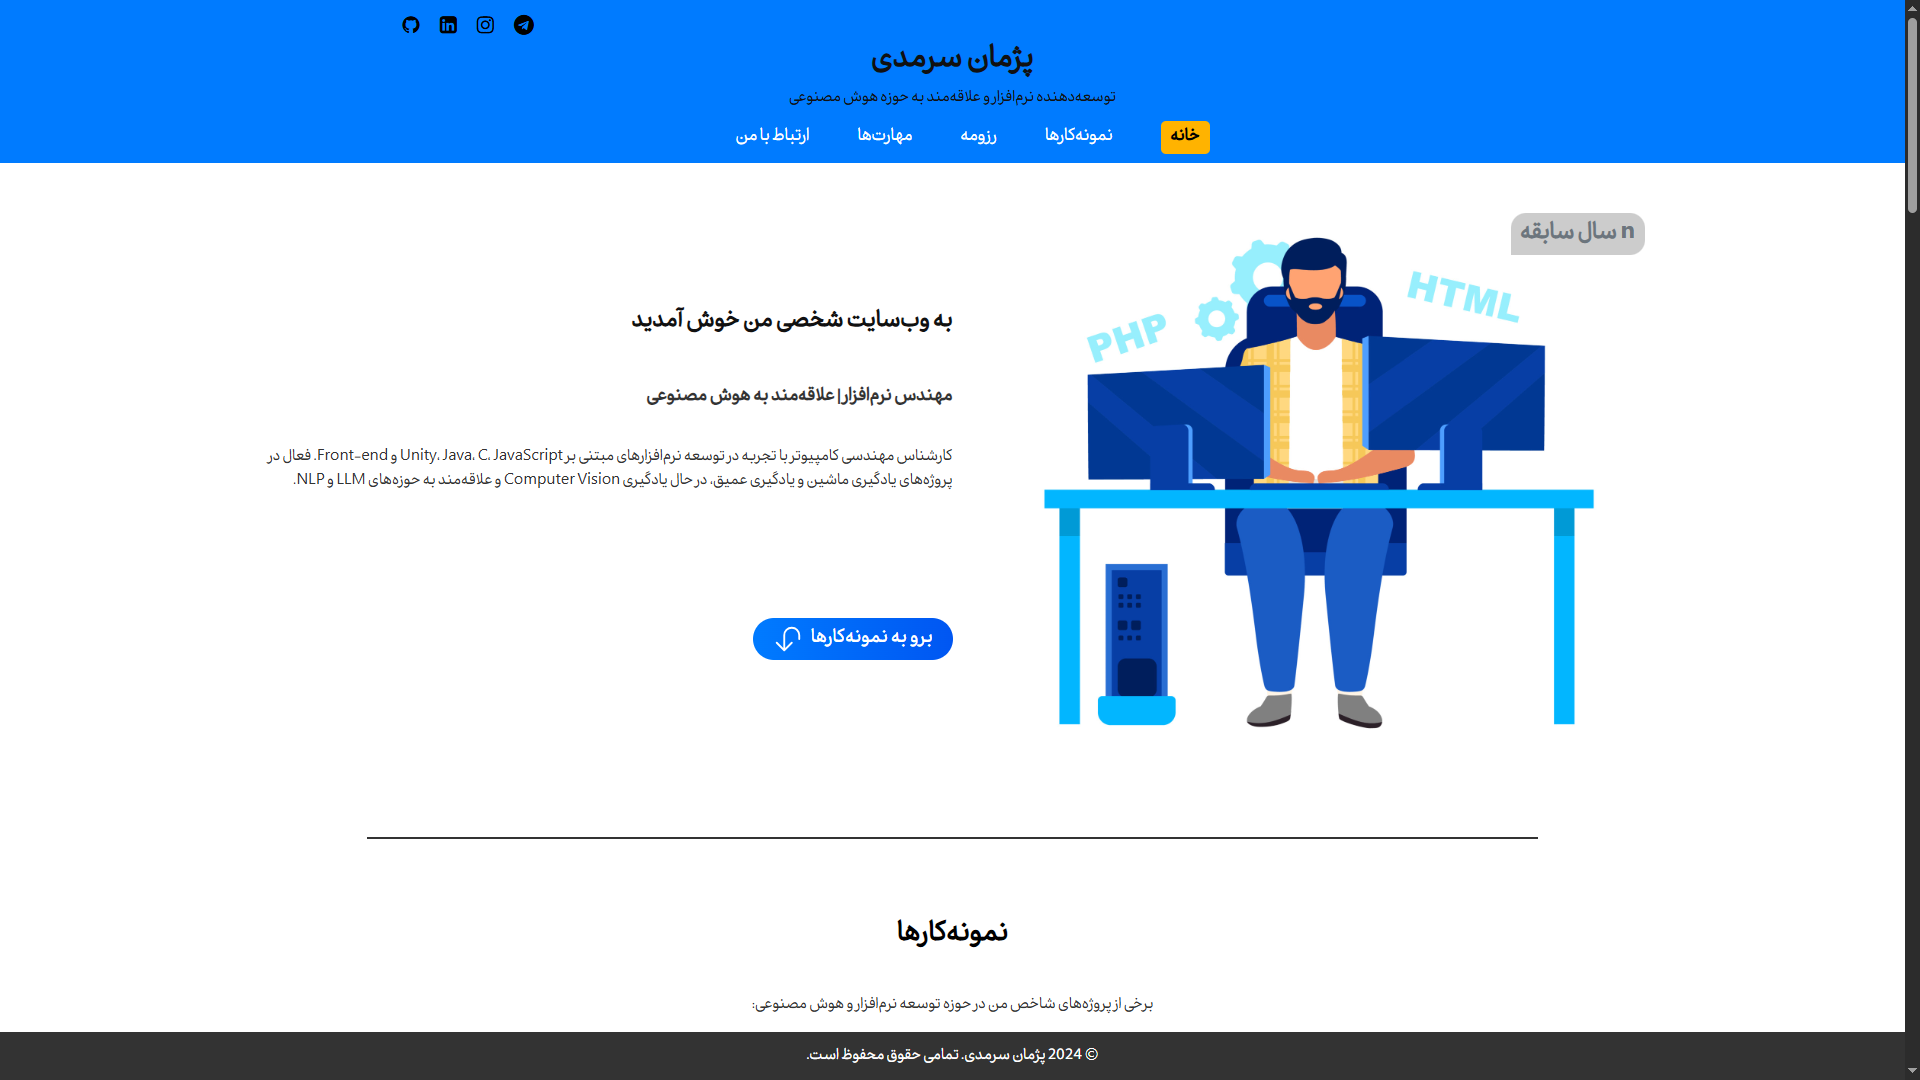 پژمان سرمدی
توسعه‌دهنده نرم‌افزار و علاقه‌مند به حوزه هوش مصنوعی
خانه
نمونه‌کارها
رزومه
مهارت‌ها
ارتباط با من
n سال سابقه
PHP
HTML
به وب‌سایت شخصی من خوش آمدید
مهندس نرم‌افزار| علاقه‌مند به هوش مصنوعی
کارشناس مهندسی کامپیوتر با تجربه در توسعه نرم‌افزارهای مبتنی بر Unity، Java، C، JavaScript و Front-end. فعال در
پروژه‌های یادگیری ماشین و یادگیری عمیق، در حال یادگیری Computer Vision و علاقه‌مند به حوزه‌های LLM و NLP.
برو به نمونه‌کارها
نمونه‌کارها
برخی از پروژه‌های شاخص من در حوزه توسعه نرم‌افزار و هوش مصنوعی:
© 2024 پژمان سرمدی. تمامی حقوق محفوظ است.